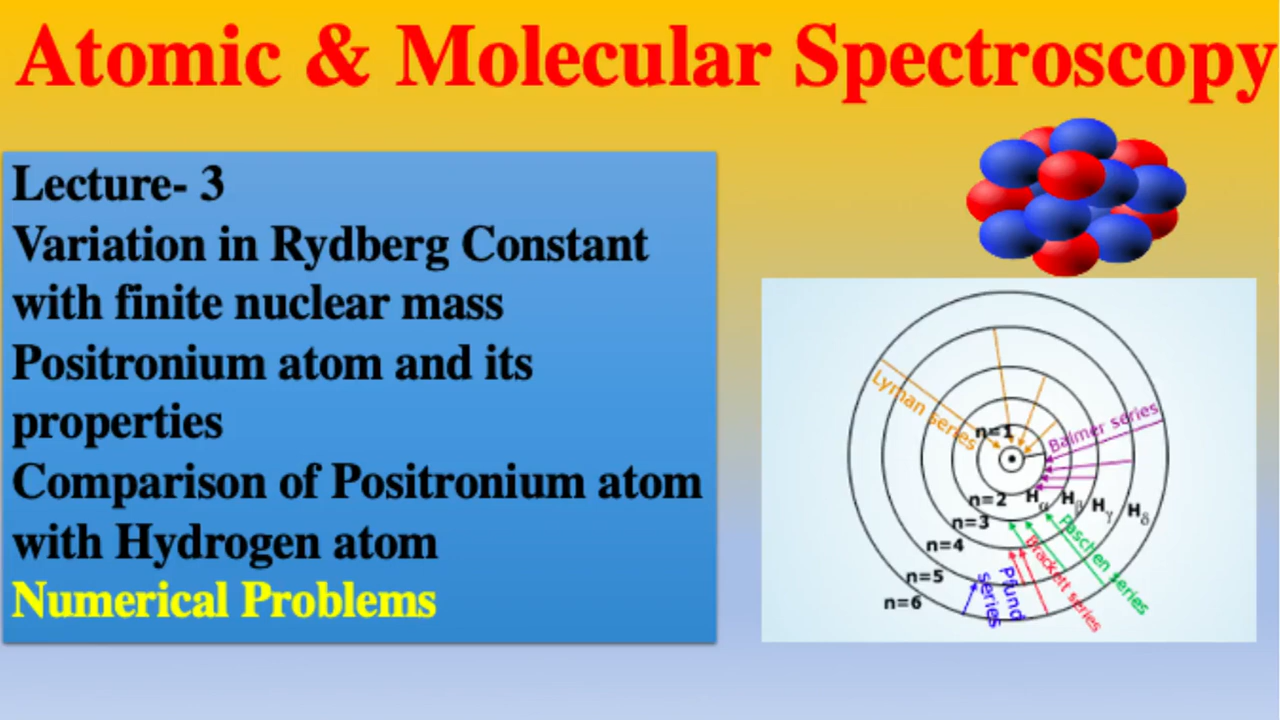 Atomic & Molecular Spectroscopy
Lecture- 3
Variation in Rydberg Constant
with finite nuclear mass
Positronium atom and its
properties
Comparison of Positronium atom
with Hydrogen atom
Numerical Problems
Lyman series
n=1
Balmer series
n=2
Hα Hβ Hγ Hδ
n=3
n=4
n=5
n=6
Pfund
series
Brackett series
Paschen series